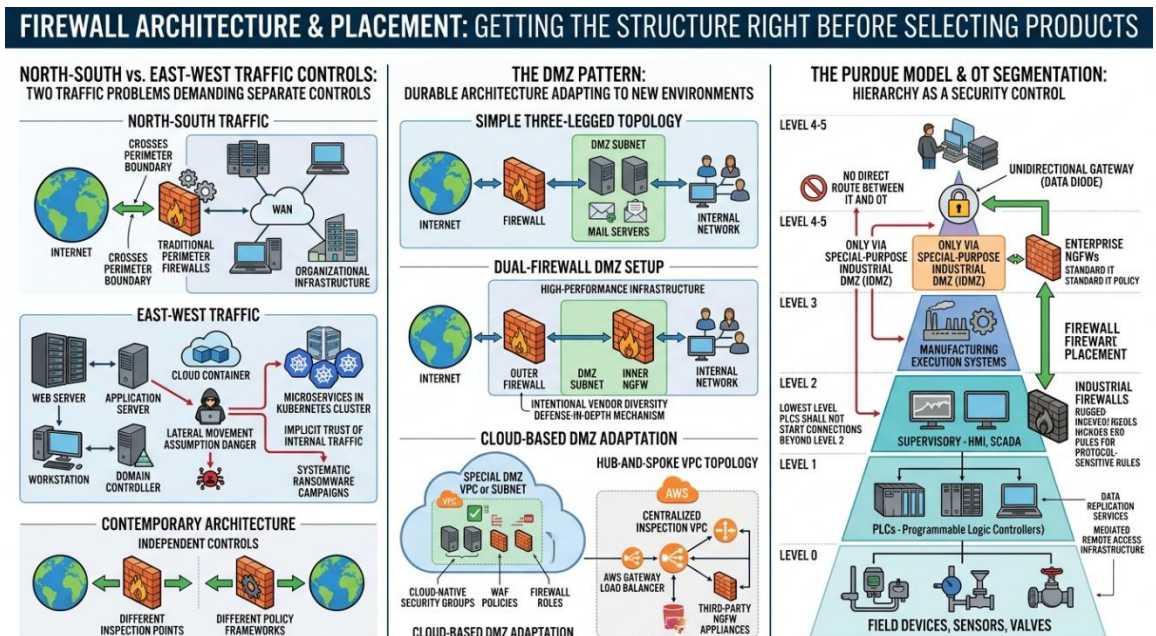 FIREWALL ARCHITECTURE & PLACEMENT: GETTING THE STRUCTURE RIGHT BEFORE SELECTING PRODUCTS
NORTH-SOUTH vs. EAST-WEST TRAFFIC CONTROLS:
TWO TRAFFIC PROBLEMS DEMANDING SEPARATE CONTROLS
NORTH-SOUTH TRAFFIC
CROSSES
PERIMETER
BOUNDARY
INTERNET
CROSSES
PERIMETER
BOUNDARY
TRADITIONAL
PERIMETER
FIREWALLS
WAN
ORGANIZATIONAL
INFRASTRUCTURE
EAST-WEST TRAFFIC
WEB SERVER
APPLICATION
SERVER
CLOUD CONTAINER
MICROSERVICES IN
KUBERNETES CLUSTER
LATERAL MOVEMENT
ASSUMPTION DANGER
IMPLICIT TRUST OF
INTERNAL TRAFFIC
WORKSTATION
DOMAIN
CONTROLLER
SYSTEMATIC
RANSOMWARE
CAMPAIGNS
CONTEMPORARY ARCHITECTURE
INDEPENDENT CONTROLS
DIFFERENT
INSPECTION POINTS
DIFFERENT POLICY
FRAMEWORKS
THE DMZ PATTERN:
DURABLE ARCHITECTURE ADAPTING TO NEW ENVIRONMENTS
SIMPLE THREE-LEGGED TOPOLOGY
DMZ SUBNET
INTERNET
FIREWALL
MAIL SERVERS
INTERNAL
NETWORK
DUAL-FIREWALL DMZ SETUP
HIGH-PERFORMANCE INFRASTRUCTURE
INTERNET
OUTER
FIREWALL
DMZ
SUBNET
INNER
NGFW
INTERNAL
NETWORK
INTENTIONAL VENDOR DIVERSITY
DEFENSE-IN-DEPTH MECHANISM
CLOUD-BASED DMZ ADAPTATION
SPECIAL DMZ
VPC or SUBNET
VPC
CLOUD-NATIVE
SECURITY GROUPS
WAF
POLICIES
FIREWALL
ROLES
CLOUD-BASED DMZ ADAPTATION
HUB-AND-SPOKE VPC TOPOLOGY
AWS
CENTRALIZED
INSPECTION VPC
AWS GATEWAY
LOAD BALANCER
THIRD-PARTY
NGFW
APPLIANCES
THE PURDUE MODEL & OT SEGMENTATION:
HIERARCHY AS A SECURITY CONTROL
LEVEL 4-5
NO DIRECT
ROUTE BETWEEN
IT AND OT
UNIDIRECTIONAL GATEWAY
(DATA DIODE)
LEVEL 4-5
ONLY VIA
SPECIAL-PURPOSE
INDUSTRIAL
DMZ (IDMZ)
ONLY VIA
SPECIAL-PURPOSE
INDUSTRIAL
DMZ (IDMZ)
ENTERPRISE
NGFWs
STANDARD IT
STANDARD IT POLICY
LEVEL 3
MANUFACTURING
EXECUTION SYSTEMS
FIREWALL
PLACEMENT
LEVEL 2
LOWEST LEVEL
PLCS SHALL NOT
START CONNECTIONS
BEYOND LEVEL 2
SUPERVISORY - HMI, SCADA
INDUSTRIAL
FIREWALLS
RULES FOR
PROTOCOL-
SENSITIVE RULES
LEVEL 1
PLCs - Programmable Logic Controllers)
DATA
REPLICATION
SERVICES
MEDIATED
REMOTE ACCESS
INFRASTRUCTURE
LEVEL 0
FIELD DEVICES, SENSORS, VALVES